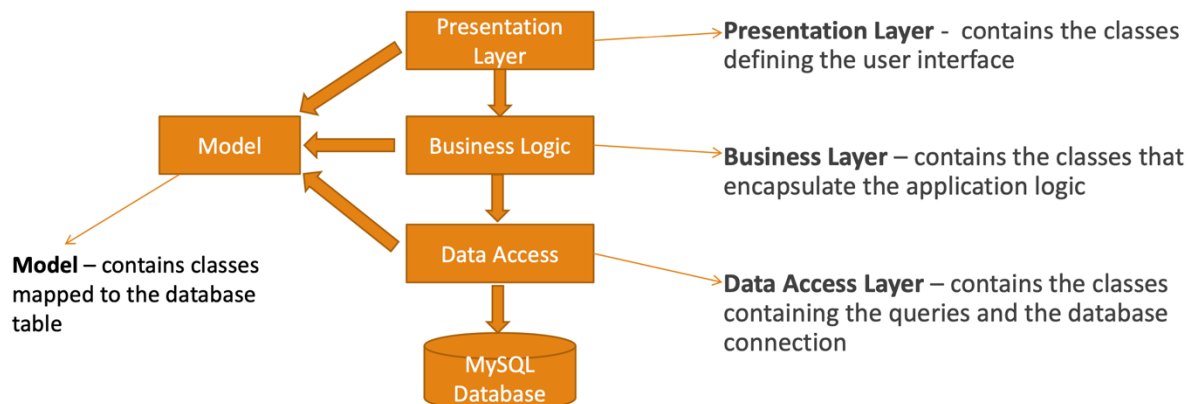 Presentation
Layer
Presentation Layer -  contains the classes
defining the user interface
Model
Business Logic
Business Layer – contains the classes that
encapsulate the application logic
Data Access
Model – contains classes
mapped to the database
table
Data Access Layer – contains the classes
containing the queries and the database
connection
MySQL
Database